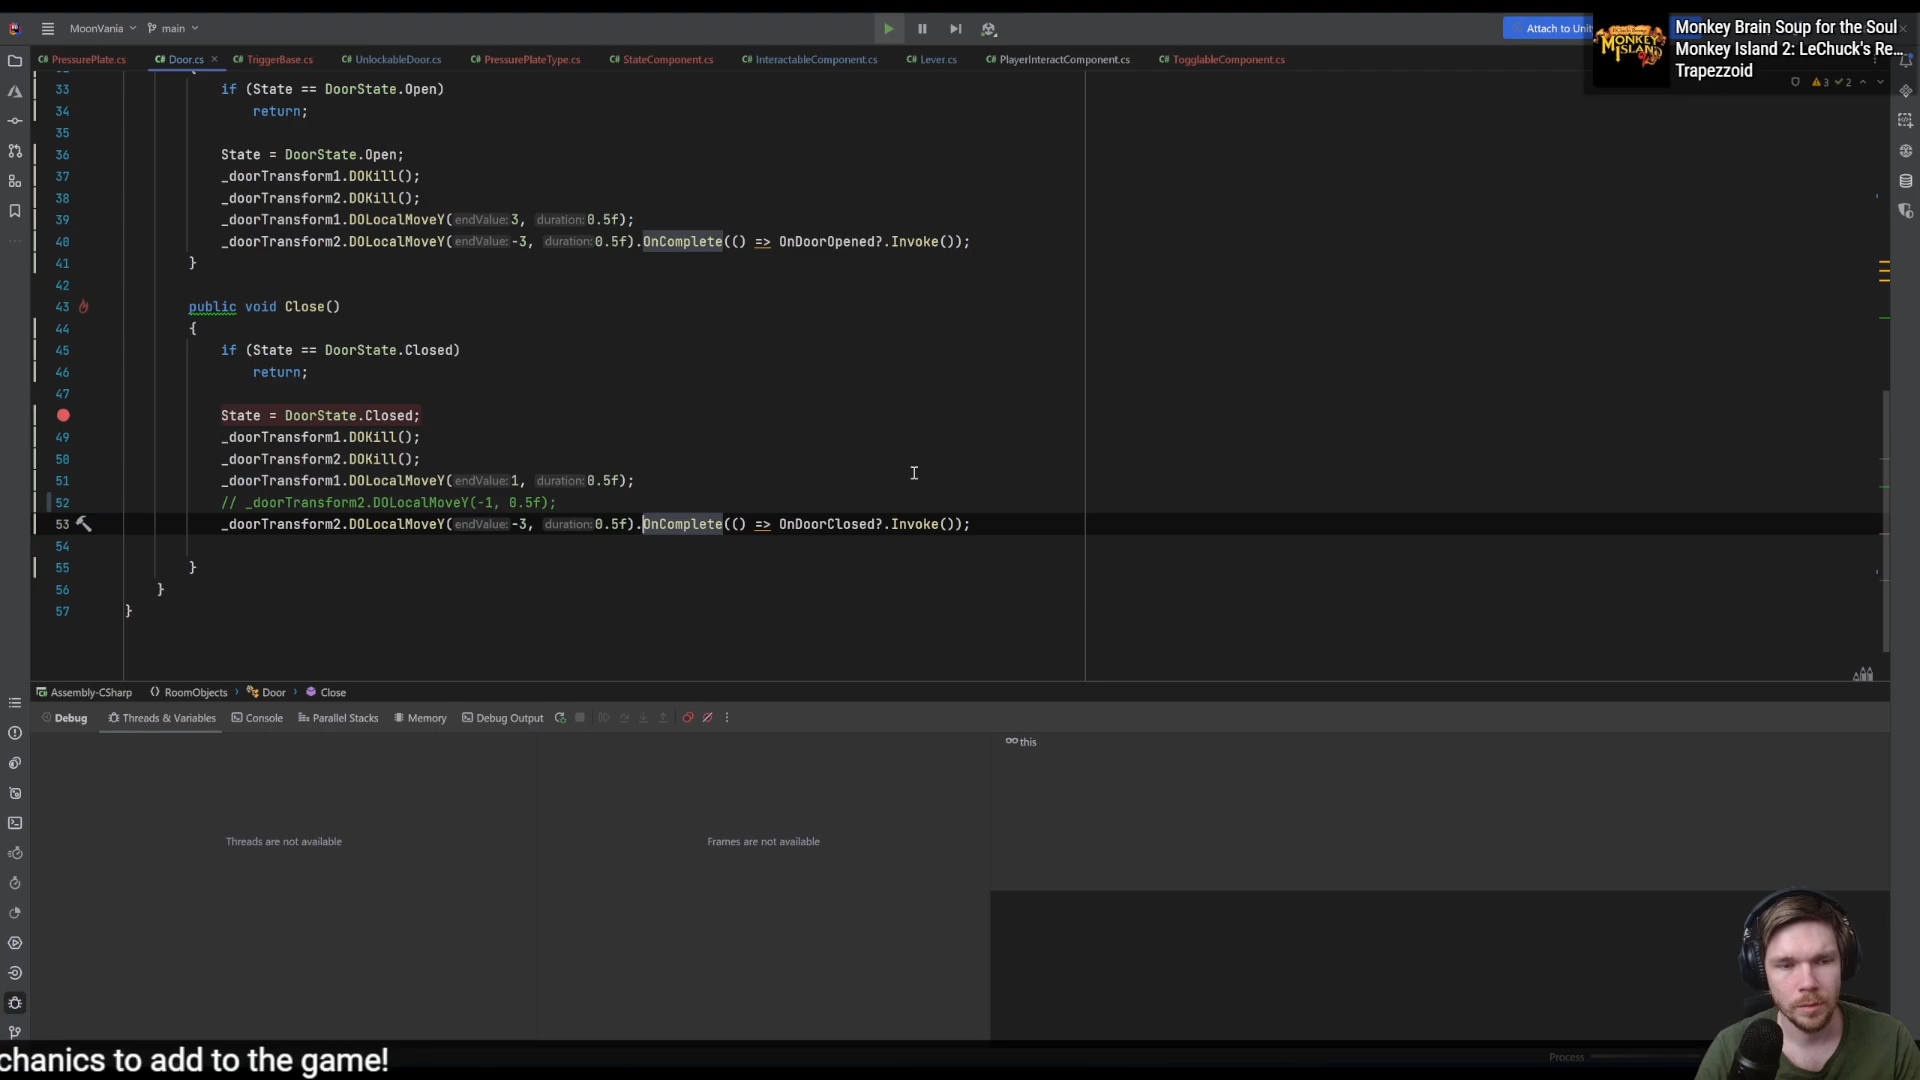 MoonVania
main
Attach to Unit
Monkey Brain Soup for the Soul
Monkey Island 2: LeChuck's Re...
Trapezzoid
C# PressurePlate.cs
C# Door.cs
C# TriggerBase.cs
C# UnlockableDoor.cs
C# PressurePlateType.cs
C# StateComponent.cs
C# InteractableComponent.cs
C# Lever.cs
C# PlayerInteractComponent.cs
C# TogglableComponent.cs
3 2
{
33 if (State == DoorState.Open)
34 return;
35
36 State = DoorState.Open;
37 _doorTransform1.DOKill();
38 _doorTransform2.DOKill();
39 _doorTransform1.DOLocalMoveY( endValue: 3, duration: 0.5f);
40 _doorTransform2.DOLocalMoveY( endValue: -3, duration: 0.5f).OnComplete(() => OnDoorOpened?.Invoke());
41 }
42
43 public void Close()
44 {
45 if (State == DoorState.Closed)
46 return;
47
State = DoorState.Closed;
49 _doorTransform1.DOKill();
50 _doorTransform2.DOKill();
51 _doorTransform1.DOLocalMoveY( endValue: 1, duration: 0.5f);
52 // _doorTransform2.DOLocalMoveY(-1, 0.5f);
53 _doorTransform2.DOLocalMoveY( endValue: -3, duration: 0.5f).OnComplete(() => OnDoorClosed?.Invoke());
54
55 }
56 }
57 }
Assembly-CSharp RoomObjects Door Close
Debug Threads & Variables Console Parallel Stacks Memory Debug Output
this
Threads are not available
Frames are not available
chanics to add to the game!
Process